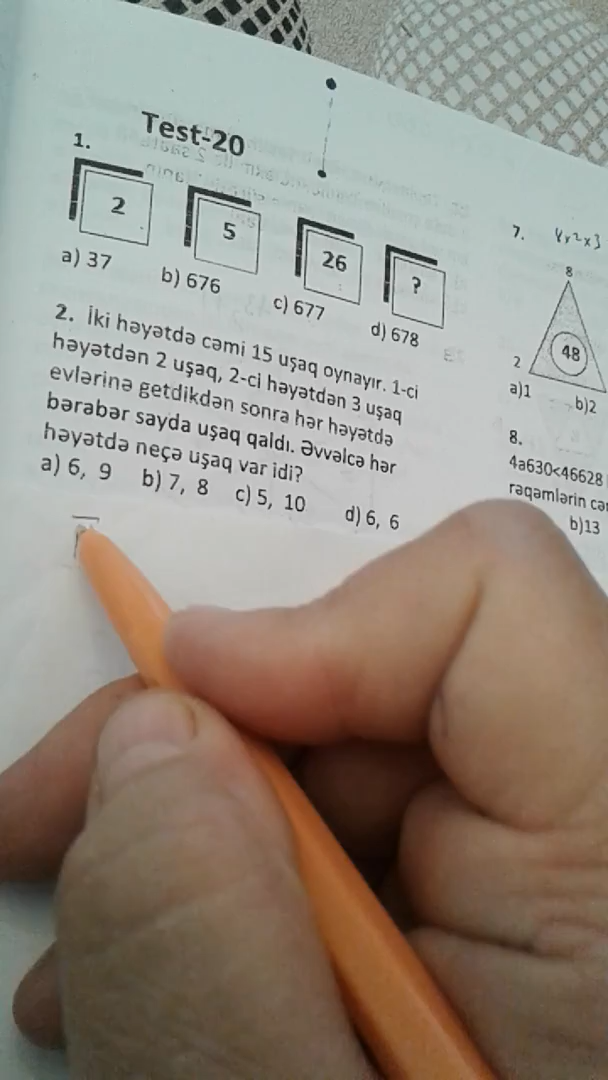 Test-20
1.
2
5
26
?
a) 37
b) 676
c) 677
d) 678
2. İki həyətdə cəmi 15 uşaq oynayır. 1-ci
həyətdən 2 uşaq, 2-ci həyətdən 3 uşaq
evlərinə getdikdən sonra hər həyətdə
bərabər sayda uşaq qaldı. Əvvəlcə hər
həyətdə neçə uşaq var idi?
a) 6, 9 b) 7, 8 c) 5, 10 d) 6, 6
7. 4x2x3
8
2
48
a)1 b)2
8.
4a630<46628
rəqəmlərin
b)13